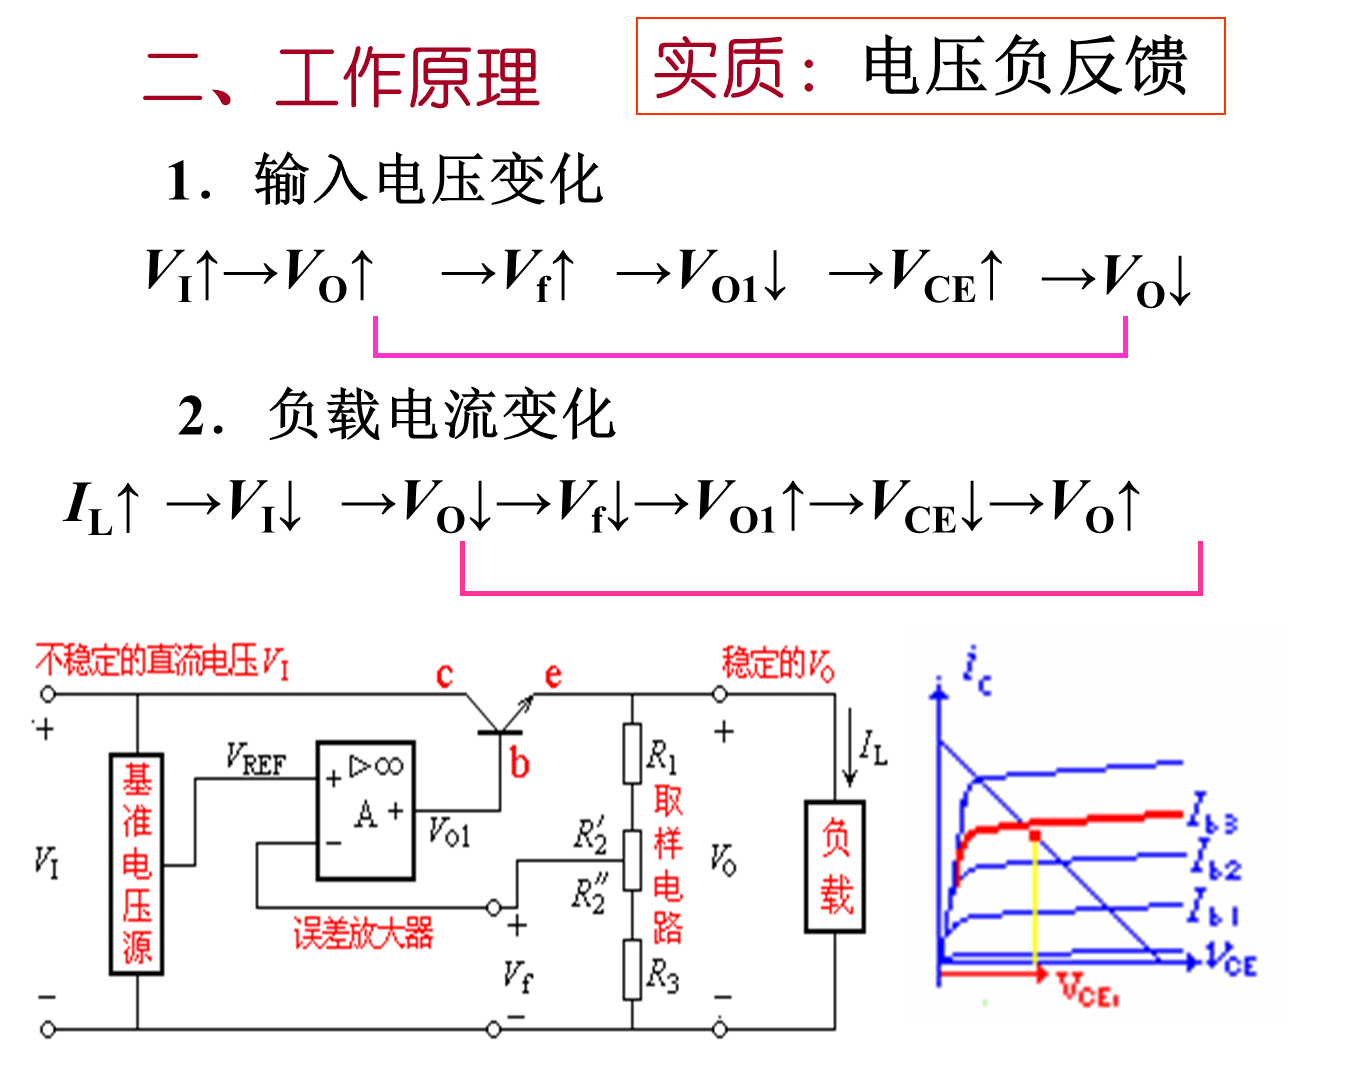 二、工作原理
实质：电压负反馈
1. 输入电压变化
VI↑→VO↑ →Vf↑ →VO1↓ →VCE↑ →VO↓
2. 负载电流变化
IL↑ →VI↓ →VO↓→Vf↓→VO1↑→VCE↓→VO↑
不稳定的直流电压VI
c
e
b
稳定的VO
+
VI
−
基准电压源
VREF
+
▷∞
A +
−
VO1
误差放大器
+
Vf
−
R1
R2′
R2″
R3
取样电路
+
VO
−
IL
负载
iC
Ib3
Ib2
Ib1
vCE
VCE1